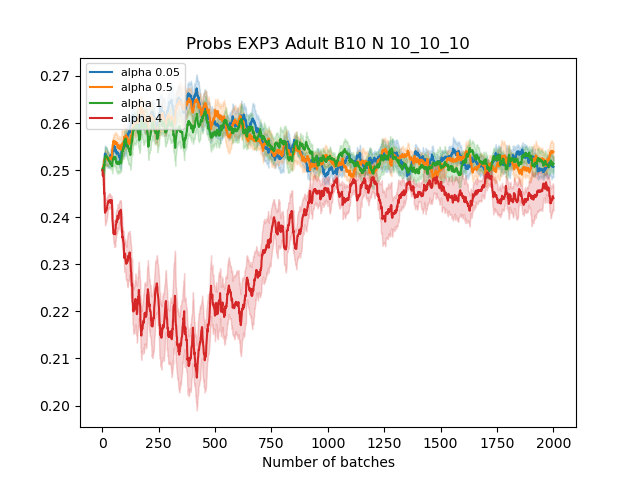 Probs EXP3 Adult B10 N 10_10_10
alpha 0.05
alpha 0.5
alpha 1
alpha 4
0.27
0.26
0.25
0.24
0.23
0.22
0.21
0.20
0 250 500 750 1000 1250 1500 1750 2000
Number of batches